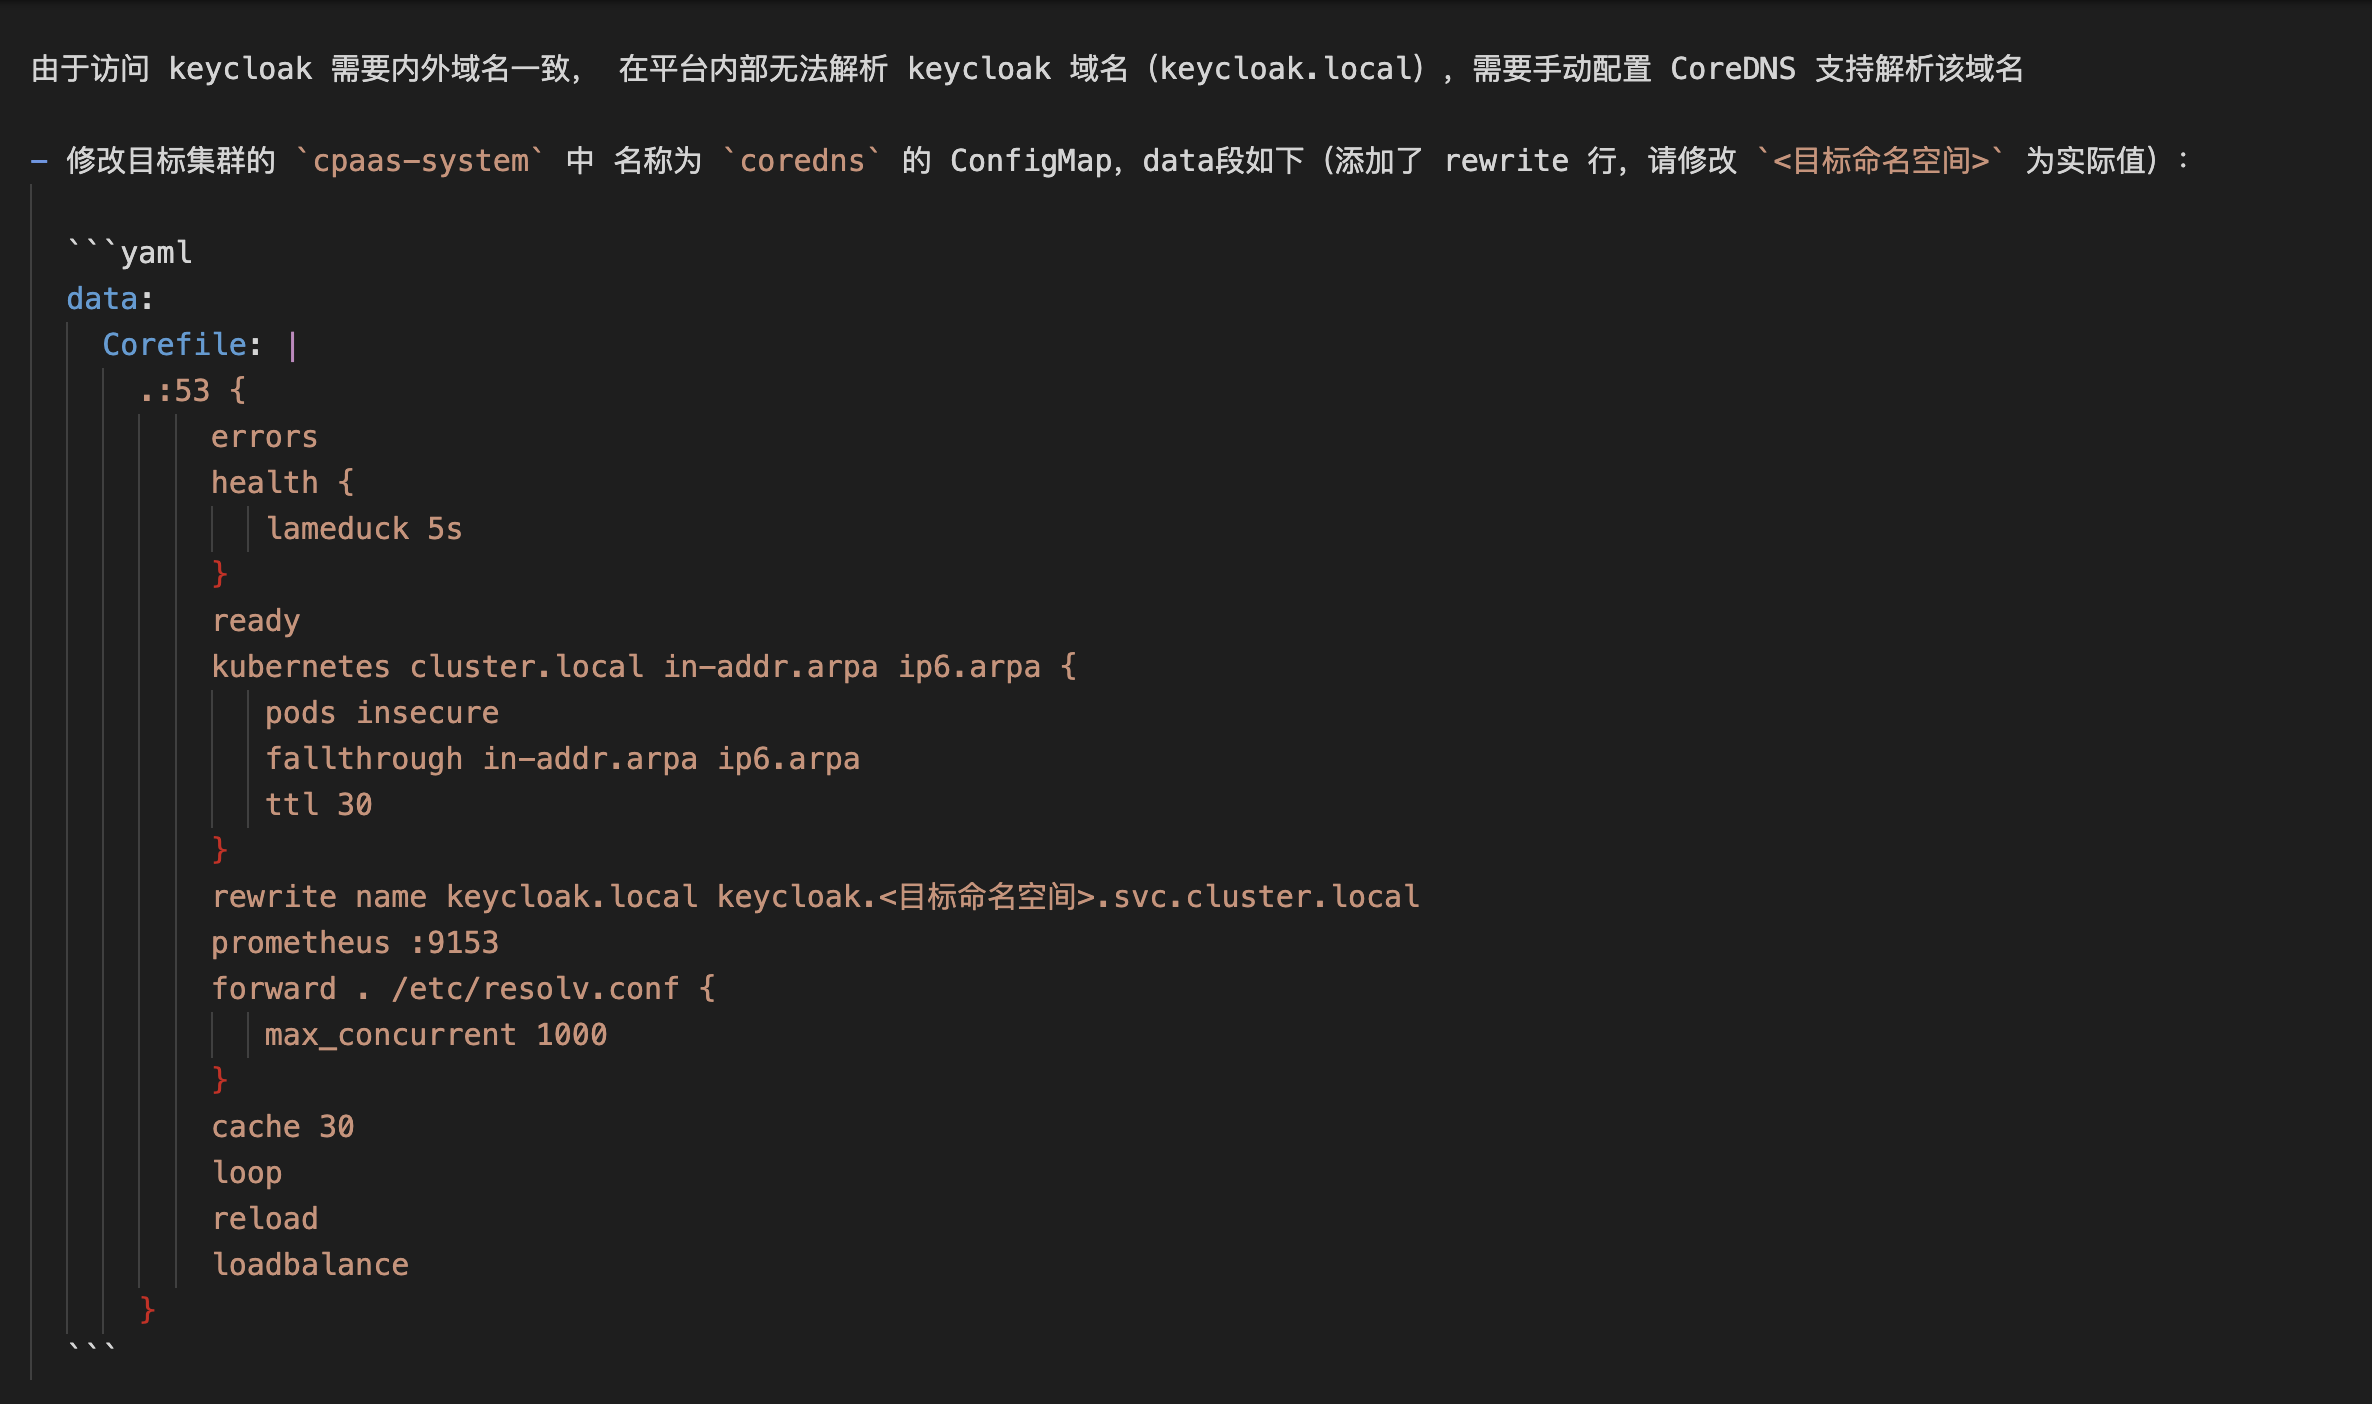 由于访问 keycloak 需要内外域名一致， 在平台内部无法解析 keycloak 域名（keycloak.local）, 需要手动配置 CoreDNS 支持解析该域名
- 修改目标集群的 `cpaas-system` 中 名称为 `coredns` 的 ConfigMap，data段如下（添加了 rewrite 行，请修改 `<目标命名空间>` 为实际值）：
```yaml
data:
Corefile: |
.:53 {
errors
health {
lameduck 5s
}
ready
kubernetes cluster.local in-addr.arpa ip6.arpa {
pods insecure
fallthrough in-addr.arpa ip6.arpa
ttl 30
}
rewrite name keycloak.local keycloak.<目标命名空间>.svc.cluster.local
prometheus :9153
forward . /etc/resolv.conf {
max_concurrent 1000
}
cache 30
loop
reload
loadbalance
}
```